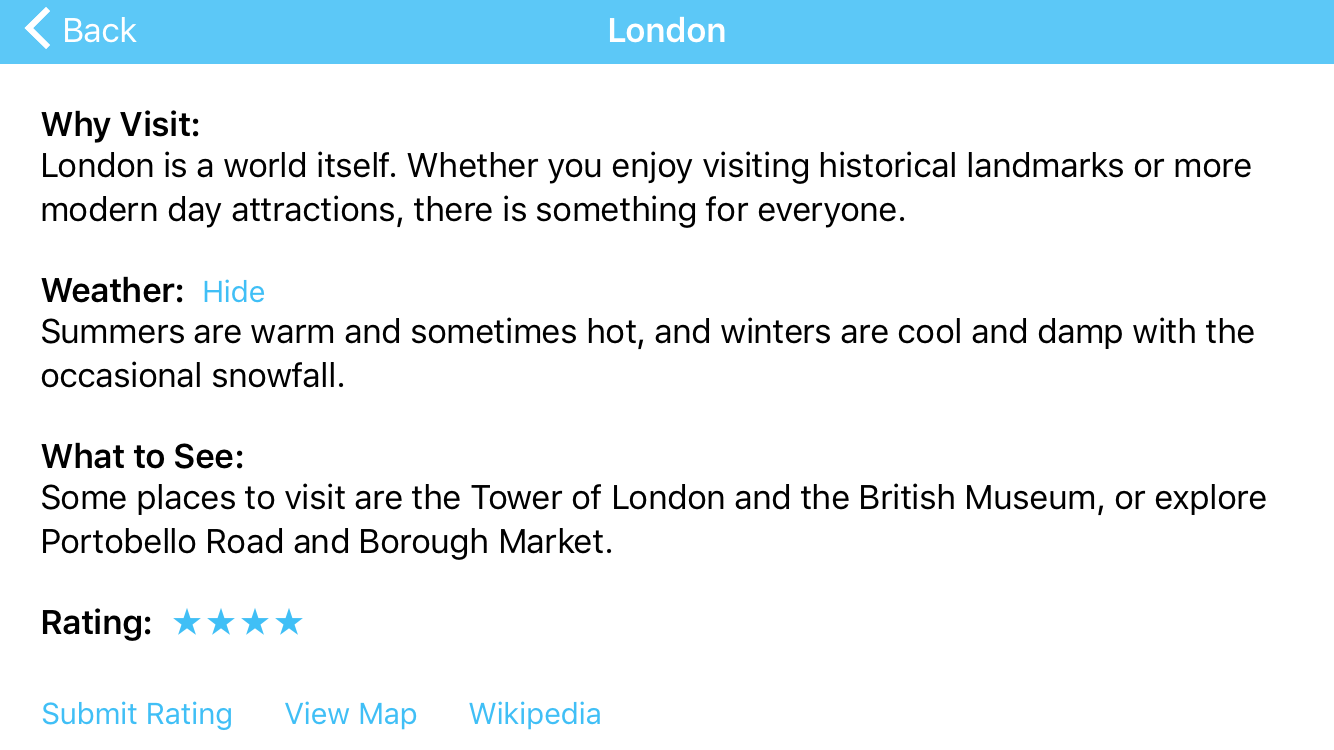 Back
London
Why Visit:
London is a world itself. Whether you enjoy visiting historical landmarks or more
modern day attractions, there is something for everyone.
Weather: Hide
Summers are warm and sometimes hot, and winters are cool and damp with the
occasional snowfall.
What to See:
Some places to visit are the Tower of London and the British Museum, or explore
Portobello Road and Borough Market.
Rating: ★★★★
Submit Rating
View Map
Wikipedia